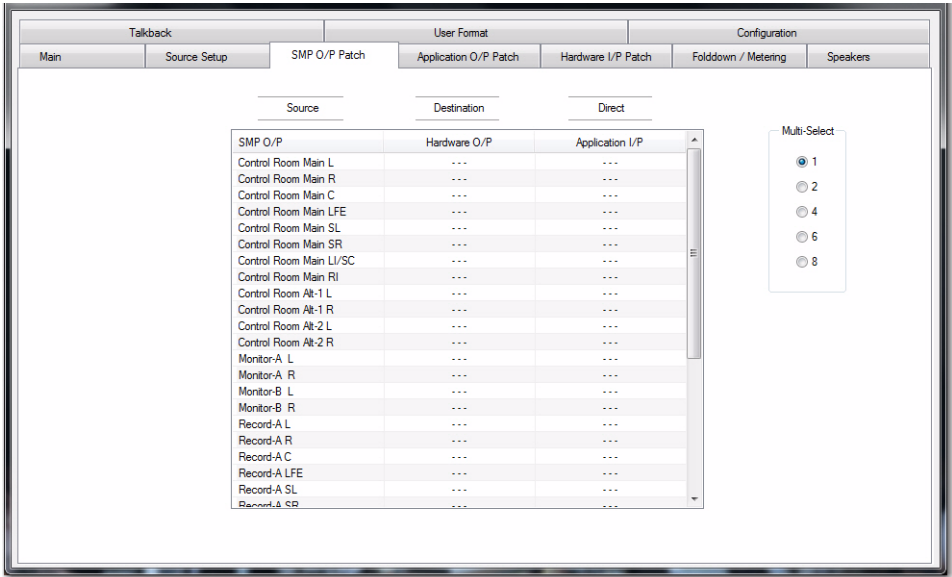 Talkback User Format Configuration
Main Source Setup SMP O/P Patch Application O/P Patch Hardware I/P Patch Folddown / Metering Speakers
Source Destination Direct
Multi-Select
SMP O/P Hardware O/P Application I/P
Control Room Main L --- ---
1
Control Room Main R --- ---
2
Control Room Main C --- ---
Control Room Main LFE --- ---
4
Control Room Main SL --- ---
Control Room Main SR --- ---
6
Control Room Main LI/SC --- ---
8
Control Room Main RI --- ---
Control Room Alt-1 L --- ---
Control Room Alt-1 R --- ---
Control Room Alt-2 L --- ---
Control Room Alt-2 R --- ---
Monitor-A L --- ---
Monitor-A R --- ---
Monitor-B L --- ---
Monitor-B R --- ---
Record-A L --- ---
Record-A R --- ---
Record-A C --- ---
Record-A LFE --- ---
Record-A SL --- ---
Record-A SR --- ---